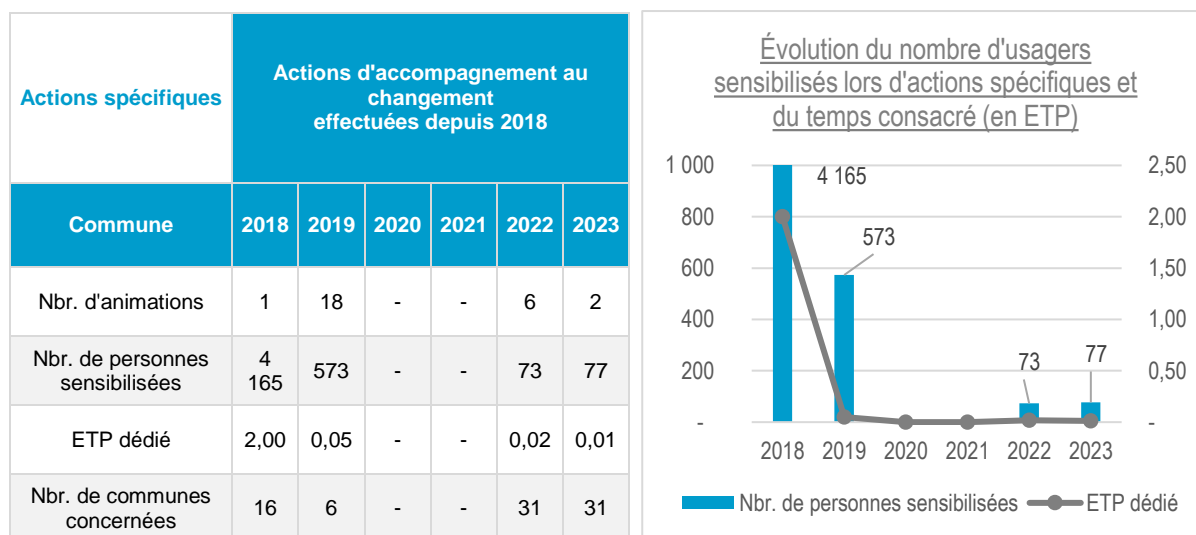 Actions spécifiques
Actions d'accompagnement au
changement
effectuées depuis 2018
Commune 2018 2019 2020 2021 2022 2023
Nbr. d'animations 1 18 - - 6 2
Nbr. de personnes
sensibilisées
4
165
573 - - 73 77
ETP dédié 2,00 0,05 - - 0,02 0,01
Nbr. de communes
concernées
16 6 - - 31 31
Évolution du nombre d'usagers
sensibilisés lors d'actions spécifiques et
du temps consacré (en ETP)
1 000
800
600
400
200
-
4 165
573
73
77
2,50
2,00
1,50
1,00
0,50
-
2018 2019 2020 2021 2022 2023
Nbr. de personnes sensibilisées ETP dédié